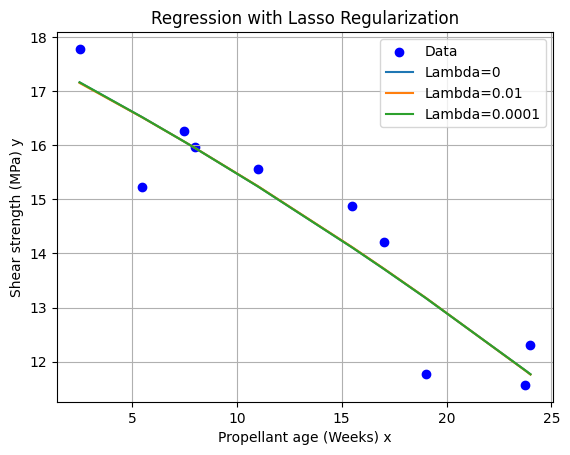 Regression with Lasso Regularization
18
17
16
15
14
13
12
Shear strength (MPa) y
Data
Lambda=0
Lambda=0.01
Lambda=0.0001
5 10 15 20 25
Propellant age (Weeks) x